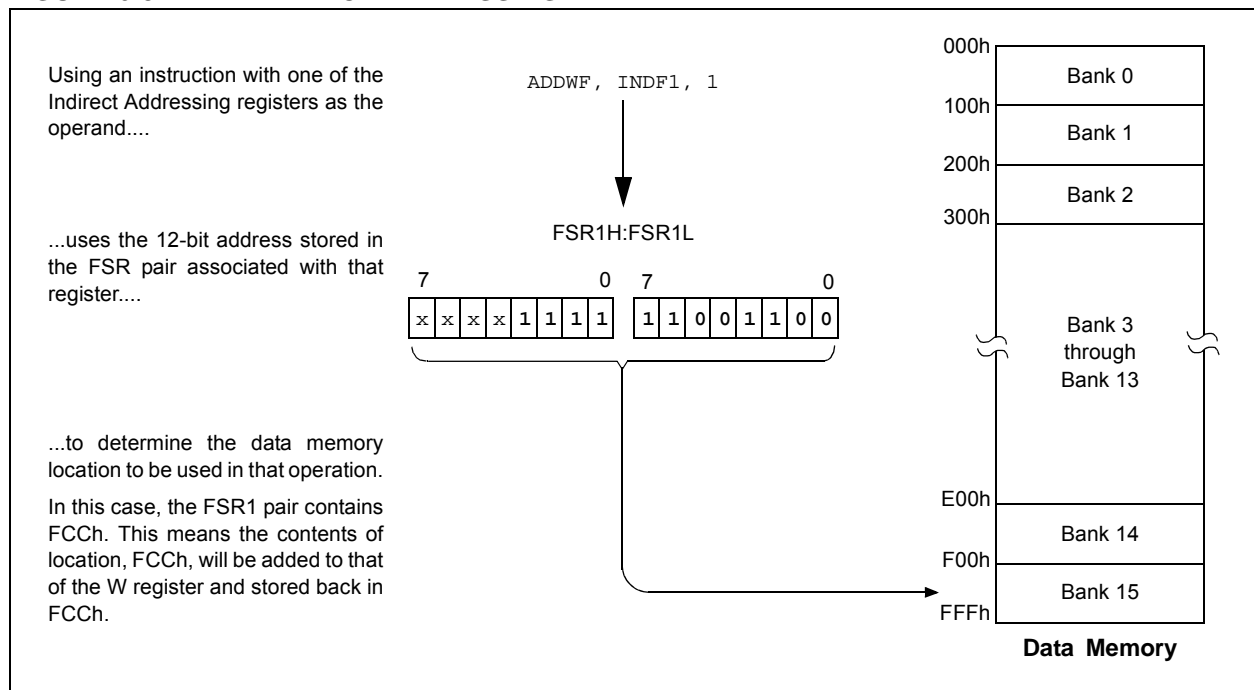 Using an instruction with one of the
Indirect Addressing registers as the
operand....
ADDWF, INDF1, 1
...uses the 12-bit address stored in
the FSR pair associated with that
register....
FSR1H:FSR1L
7 0 7 0
x x x x 1 1 1 1 1 1 0 0 1 1 0 0
...to determine the data memory
location to be used in that operation.
In this case, the FSR1 pair contains
FCCh. This means the contents of
location, FCCh, will be added to that
of the W register and stored back in
FCCh.
000h
Bank 0
100h
Bank 1
200h
Bank 2
300h
Bank 3
through
Bank 13
E00h
Bank 14
F00h
Bank 15
FFFh
Data Memory